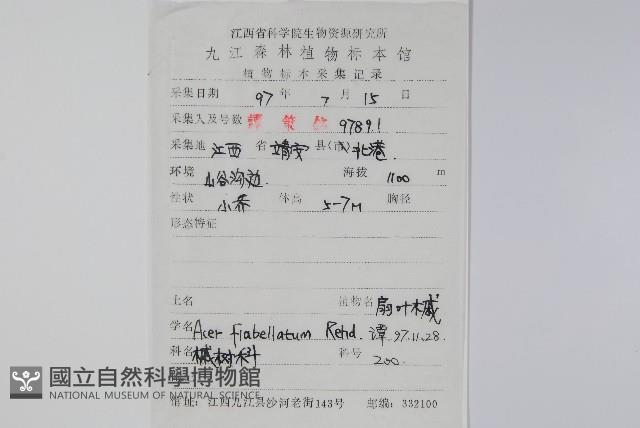 江西省科学院生物资源研究所
九江森林植物标本馆
植物标本采集记录
采集日期 97 年 7 月 15 日
采集人及号数 譚 9789.1
采集地 江西 省 靖安 县(市) 北港.
环境 山谷沟边. 海拔 1100 m
性状 小乔 体高 5-7M 胸径
形态特征
土名 植物名 扇叶槭
学名 Acer flabellatum Rehd. 谭 97.11.28.
科名 槭树科 科号 200.
國立自然科學博物館
NATIONAL MUSEUM OF NATURAL SCIENCE
馆址: 江西九江县沙河老街143号 邮编: 332100